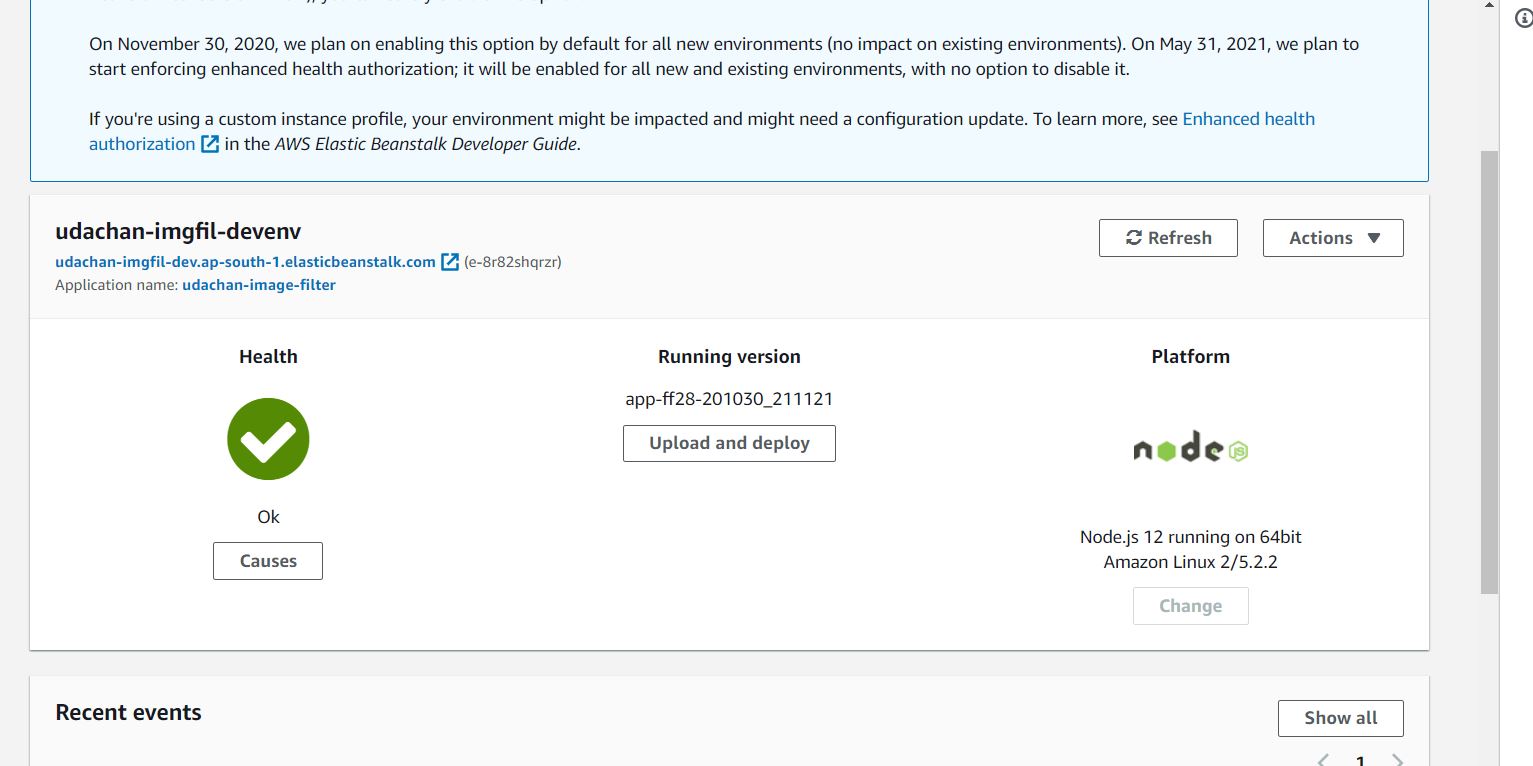 On November 30, 2020, we plan on enabling this option by default for all new environments (no impact on existing environments). On May 31, 2021, we plan to
start enforcing enhanced health authorization; it will be enabled for all new and existing environments, with no option to disable it.
If you're using a custom instance profile, your environment might be impacted and might need a configuration update. To learn more, see Enhanced health
authorization in the AWS Elastic Beanstalk Developer Guide.
udachan-imgfil-devenv
Refresh
Actions
udachan-imgfil-dev.ap-south-1.elasticbeanstalk.com (e-8r82shqrzr)
Application name: udachan-image-filter
Health
Running version
Platform
app-ff28-201030_211121
Upload and deploy
node JS
Ok
Causes
Node.js 12 running on 64bit
Amazon Linux 2/5.2.2
Change
Recent events
Show all
1